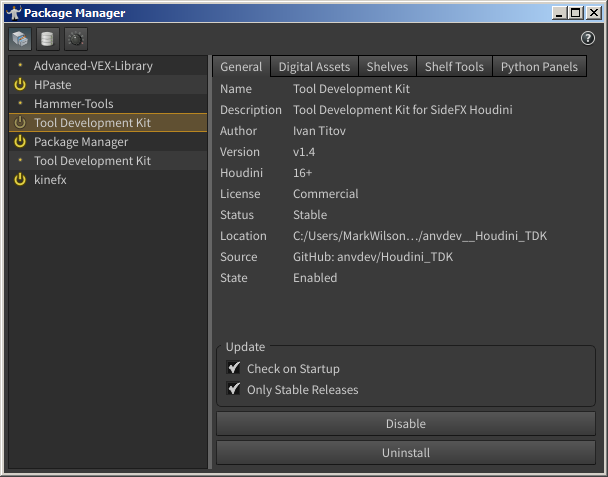 Package Manager
?
Advanced-VEX-Library
HPaste
Hammer-Tools
Tool Development Kit
Package Manager
Tool Development Kit
kinefx
General Digital Assets Shelves Shelf Tools Python Panels
Name Tool Development Kit
Description Tool Development Kit for SideFX Houdini
Author Ivan Titov
Version v1.4
Houdini 16+
License Commercial
Status Stable
Location C:/Users/MarkWilson…/anvdev__Houdini_TDK
Source GitHub: anvdev/Houdini_TDK
State Enabled
Update
Check on Startup
Only Stable Releases
Disable
Uninstall